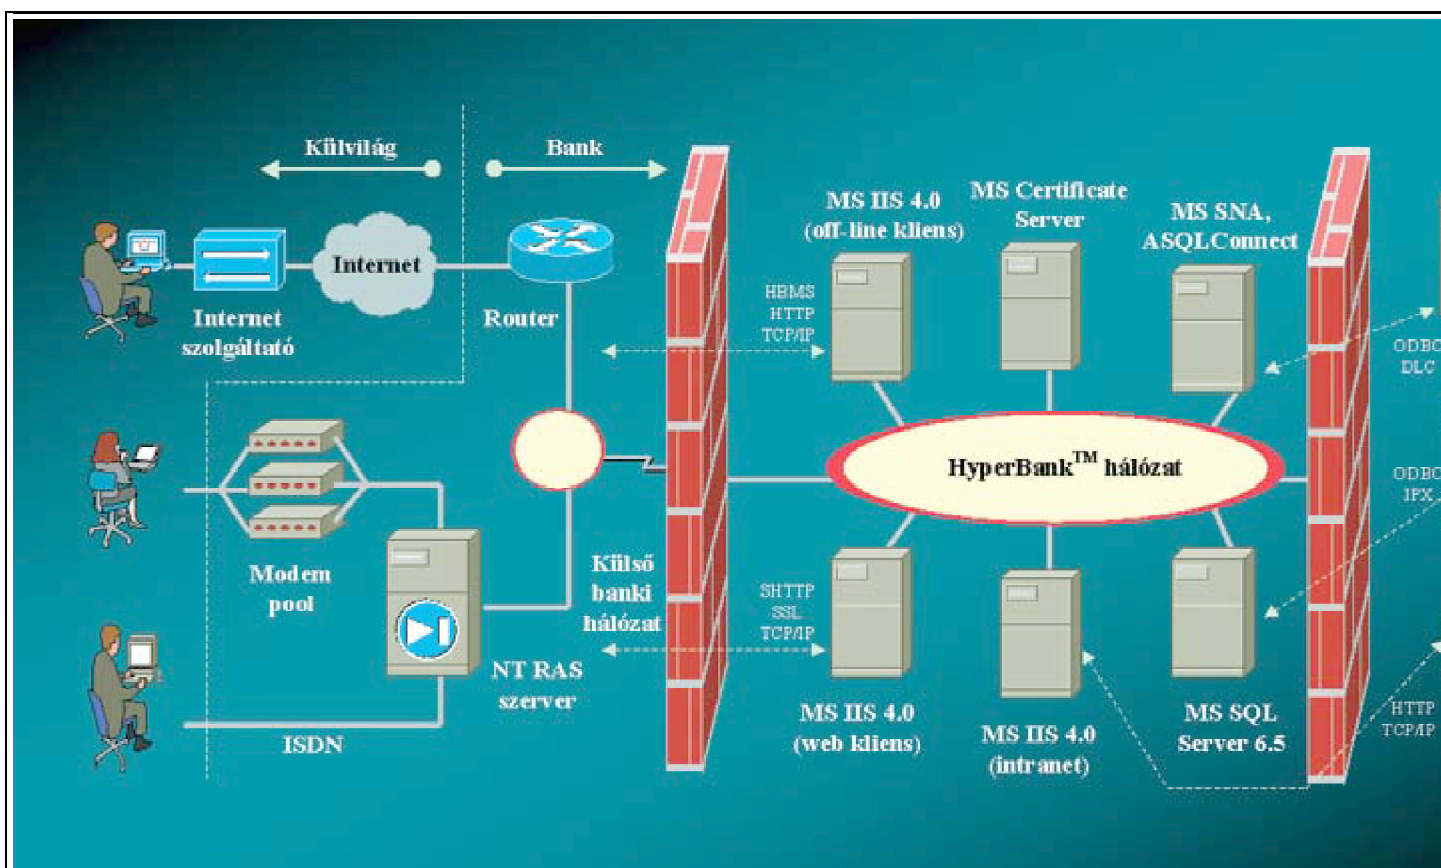 Külvilág
Bank
Internet
Internet
szolgáltató
Router
Modem
pool
NT RAS
szerver
ISDN
Külső
banki
hálózat
HBMS
HTTP
TCP/IP
SHTTP
SSL
TCP/IP
MS IIS 4.0
(off-line kliens)
MS Certificate
Server
MS SNA,
ASQLConnect
HyperBank™ hálózat
MS IIS 4.0
(web kliens)
MS IIS 4.0
(intranet)
MS SQL
Server 6.5
DLC
IPX
HTTP
TCP/IP